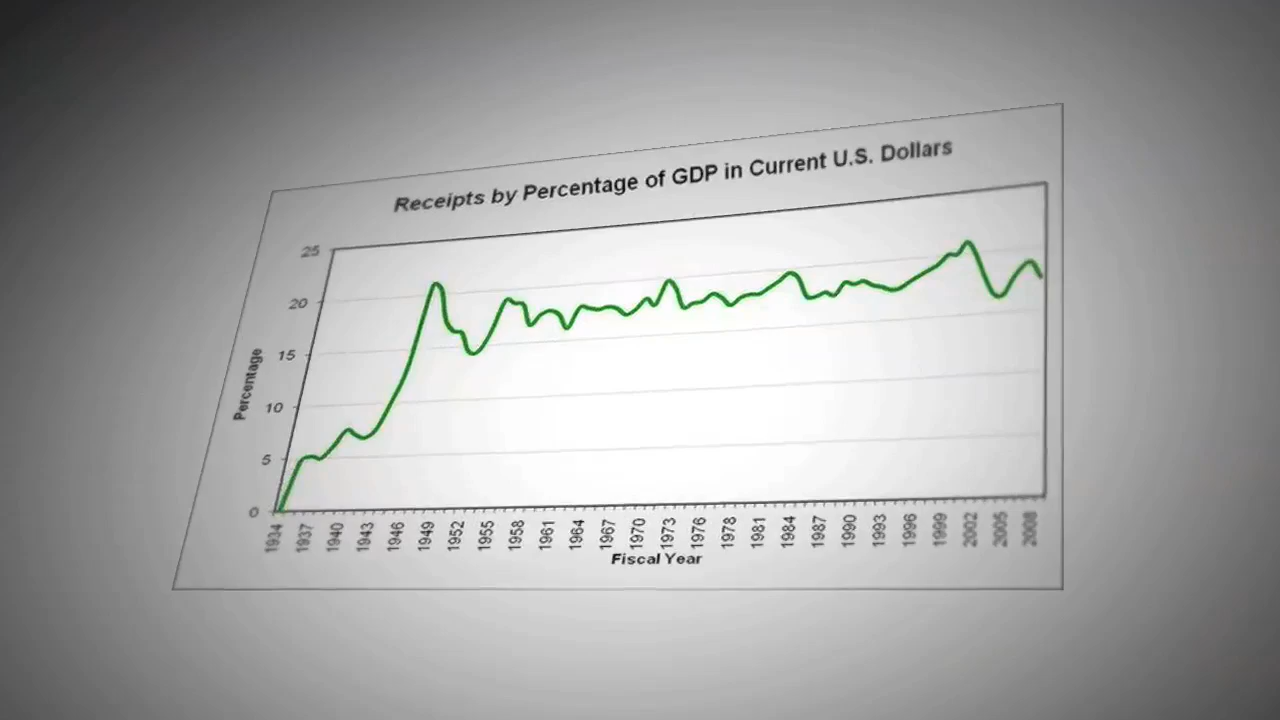 Receipts by Percentage of GDP in Current U.S. Dollars
25
20
15
10
5
0
Percentage
1934 1937 1940 1943 1946 1949 1952 1955 1958 1961 1964 1967 1970 1973 1976 1978 1981 1984 1987 1990 1993 1996 1999 2002 2005 2008
Fiscal Year